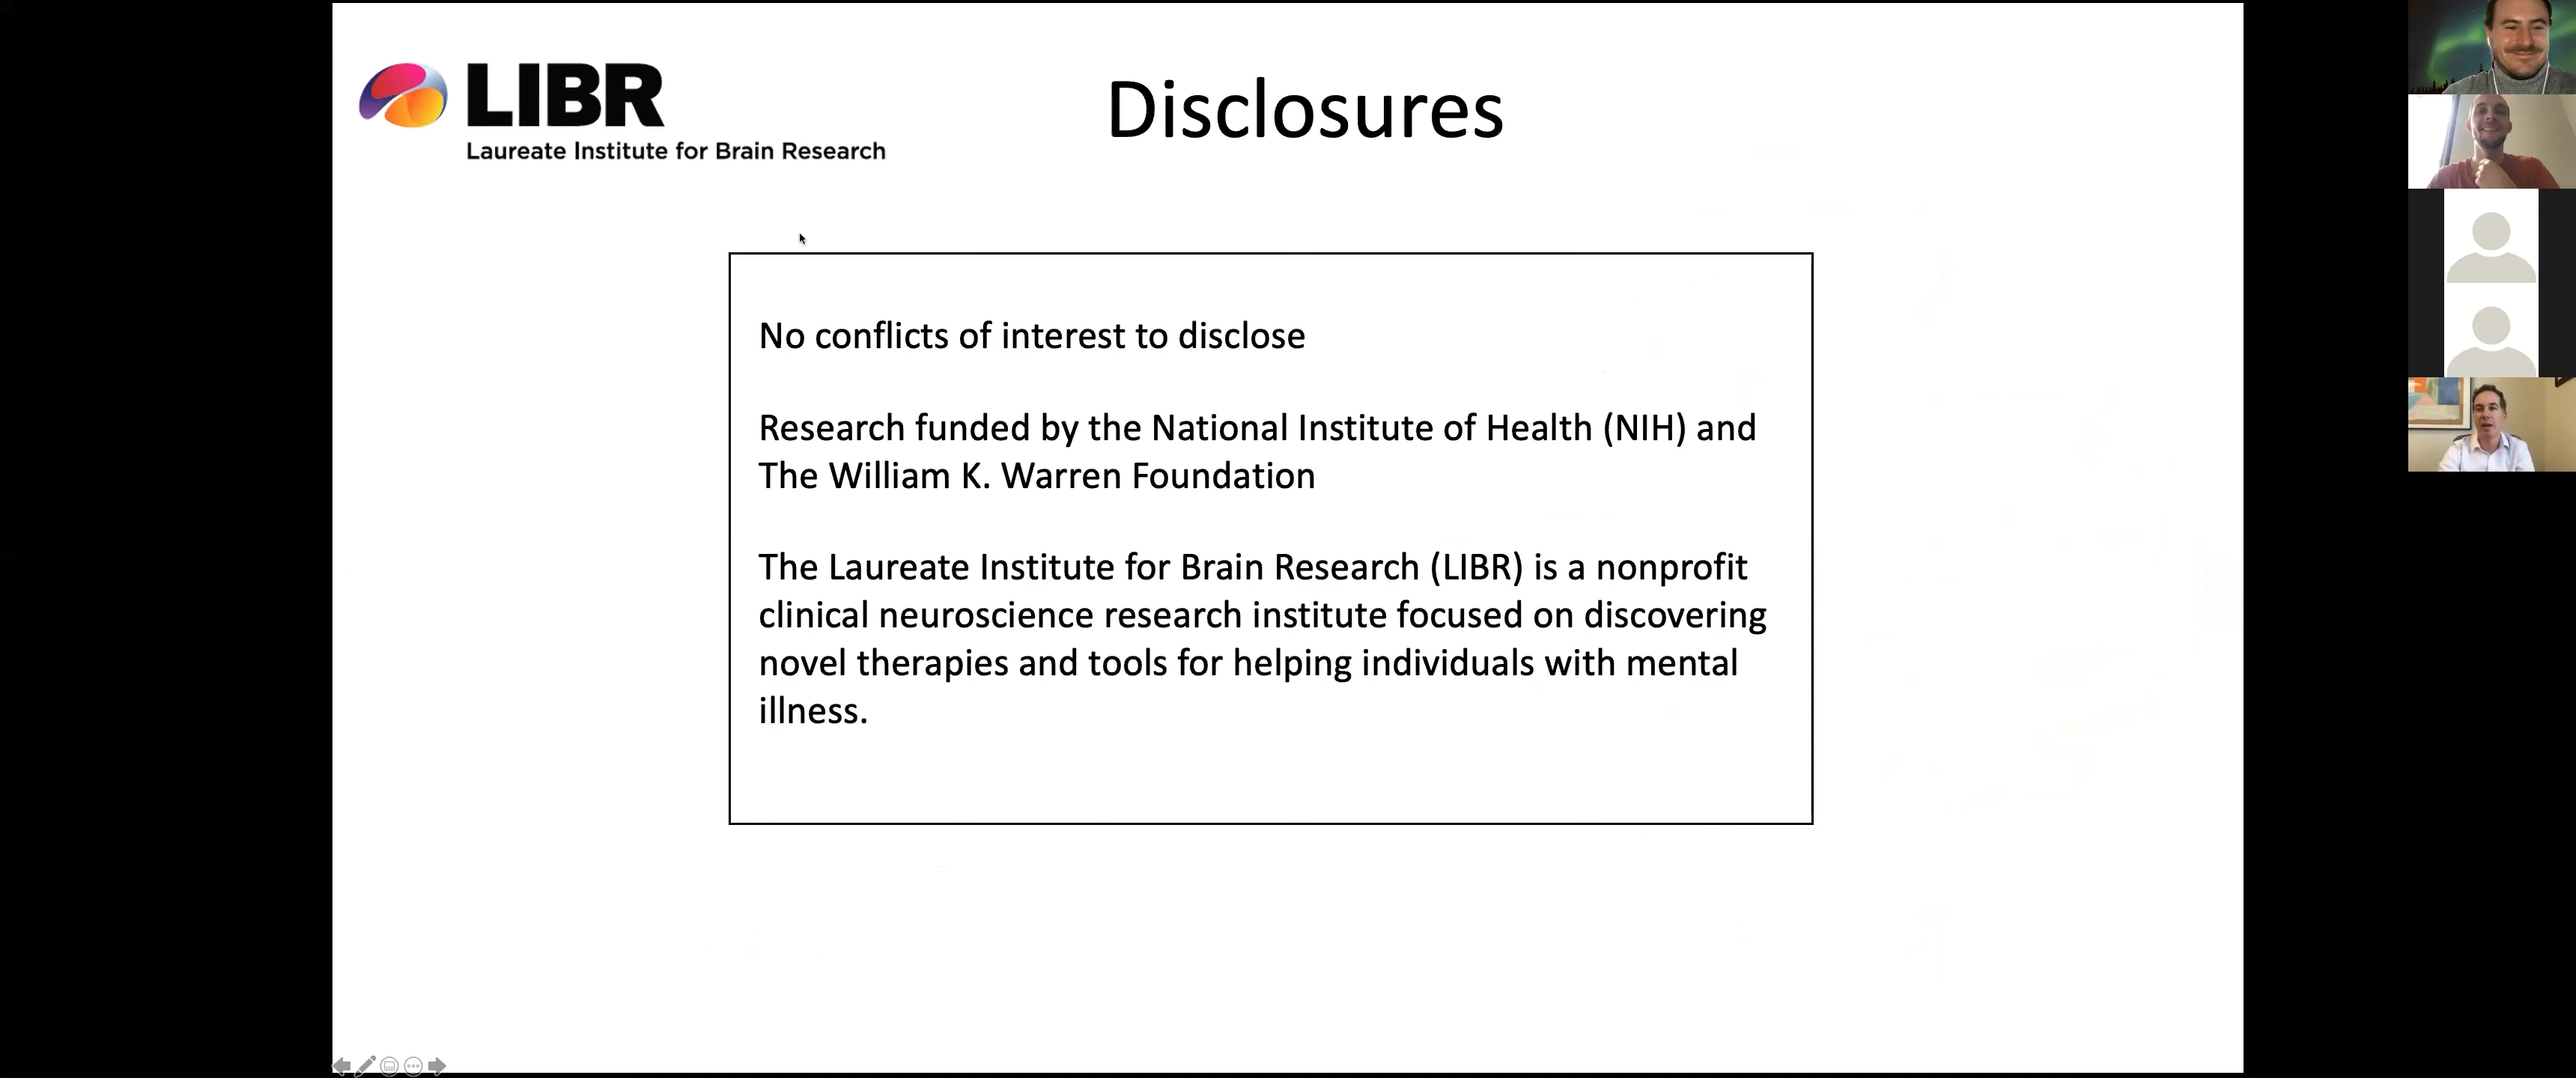 LIBR
Laureate Institute for Brain Research
Disclosures
No conflicts of interest to disclose
Research funded by the National Institute of Health (NIH) and
The William K. Warren Foundation
The Laureate Institute for Brain Research (LIBR) is a nonprofit
clinical neuroscience research institute focused on discovering
novel therapies and tools for helping individuals with mental
illness.